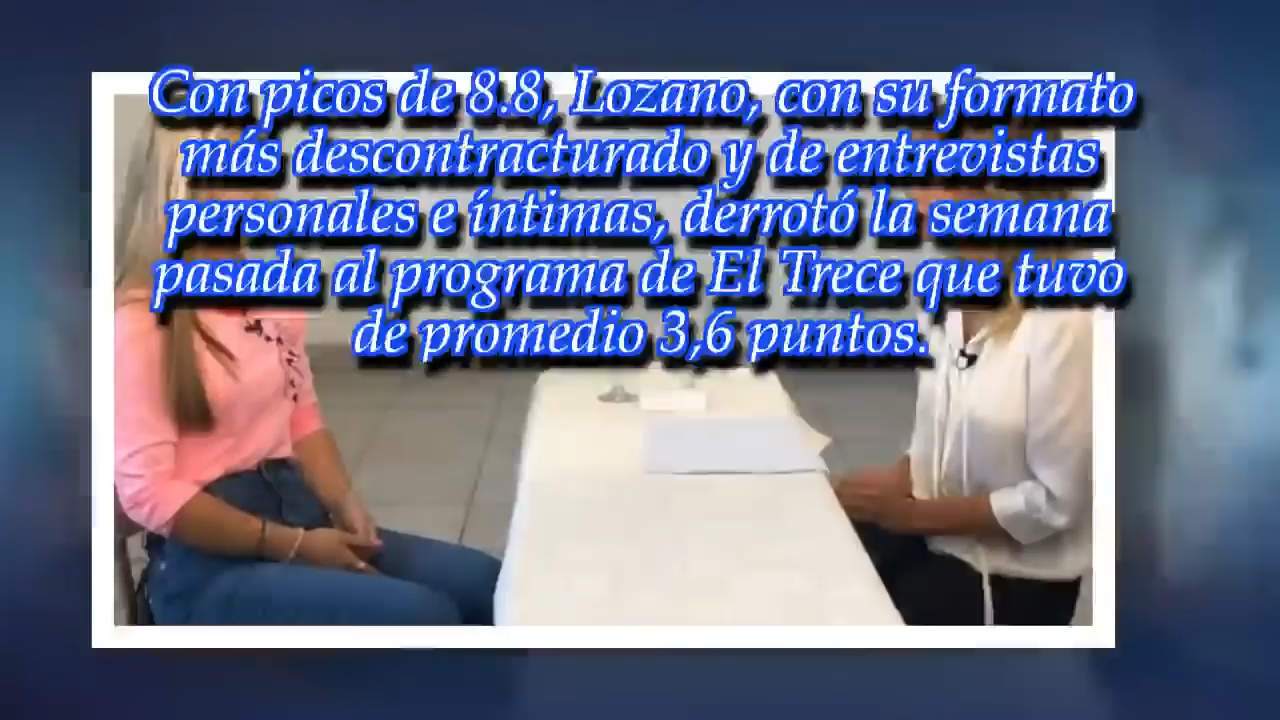 Con picos de 8.8, Lozano, con su formato
más descontracturado y de entrevistas
personales e íntimas, derrotó la semana
pasada al programa de El Trece que tuvo
de promedio 3,6 puntos.